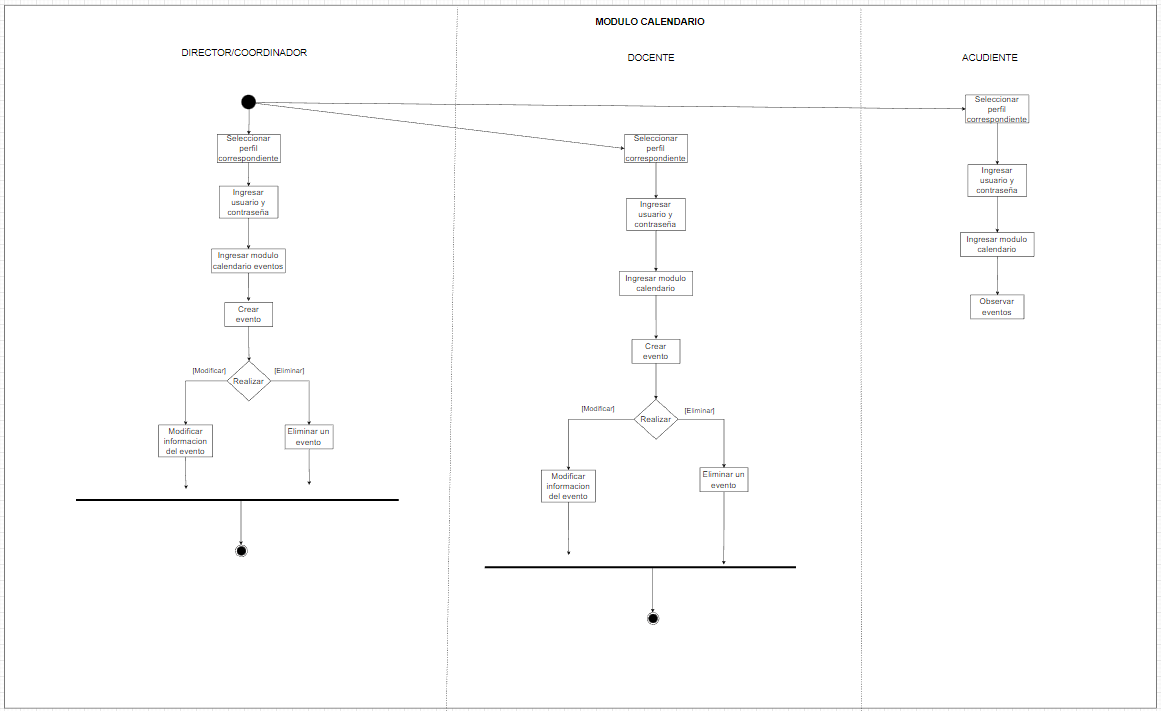 MODULO CALENDARIO
DIRECTOR/COORDINADOR
Seleccionar
perfil
correspondiente
Ingresar
usuario y
contraseña
Ingresar modulo
calendario eventos
Crear
evento
[Modificar]
[Eliminar]
Realizar
Modificar
informacion
del evento
Eliminar un
evento
DOCENTE
Seleccionar
perfil
correspondiente
Ingresar
usuario y
contraseña
Ingresar modulo
calendario
Crear
evento
[Modificar]
[Eliminar]
Realizar
Modificar
informacion
del evento
Eliminar un
evento
ACUDIENTE
Seleccionar
perfil
correspondiente
Ingresar
usuario y
contraseña
Ingresar modulo
calendario
Observar
eventos